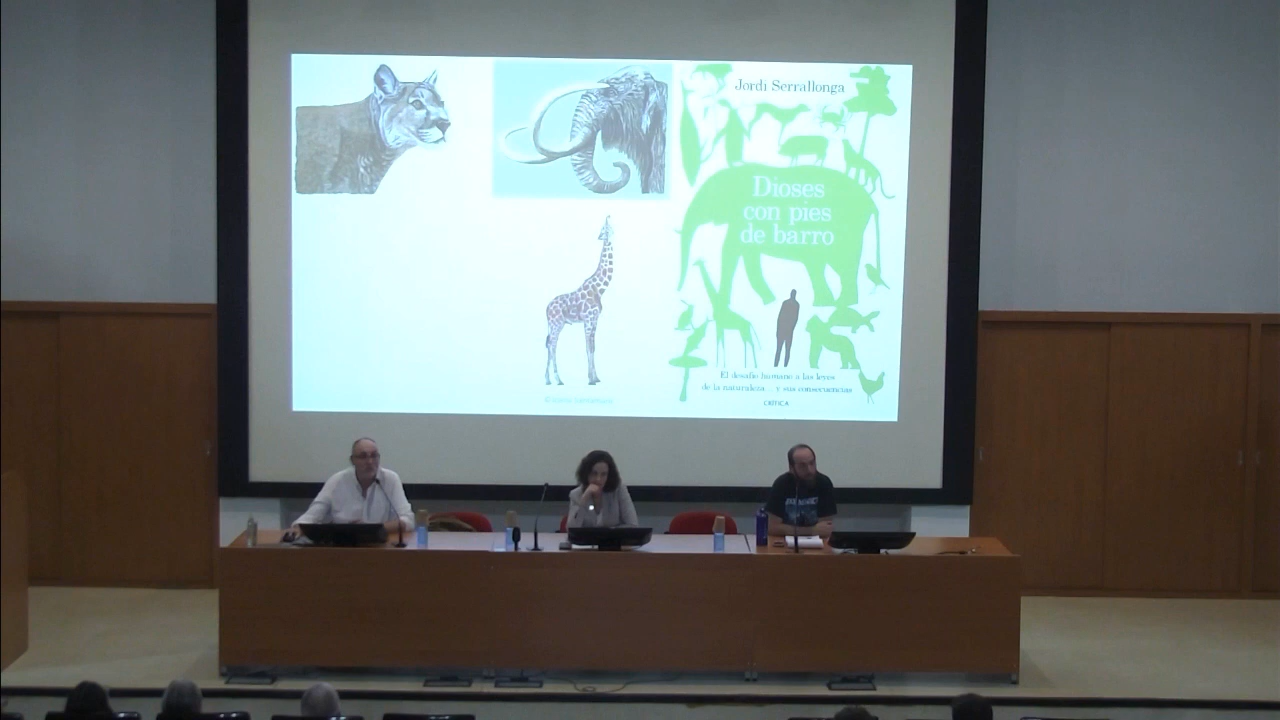 Jordi Serrallonga
Dioses
con pies
de barro
El desafío humano a las leyes
de la naturaleza... y sus consecuencias
CRÍTICA